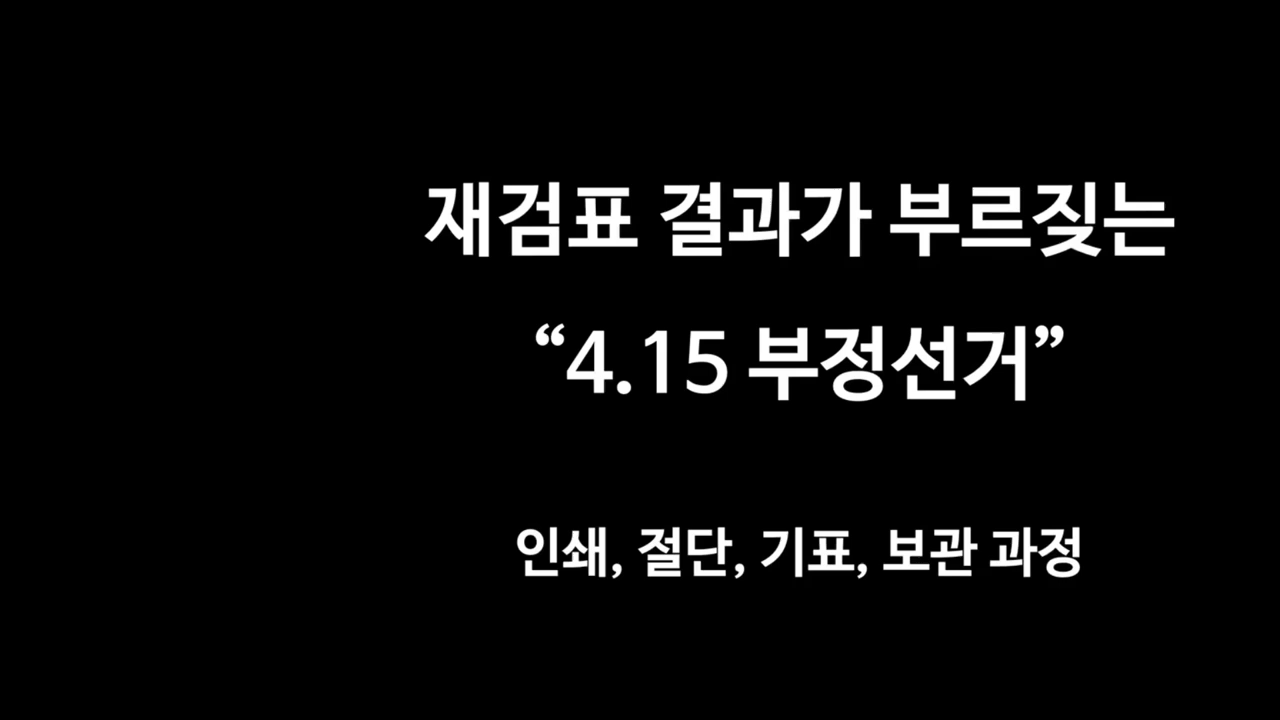 재검표 결과가 부르짖는
“4.15 부정선거”
인쇄, 절단, 기표, 보관 과정